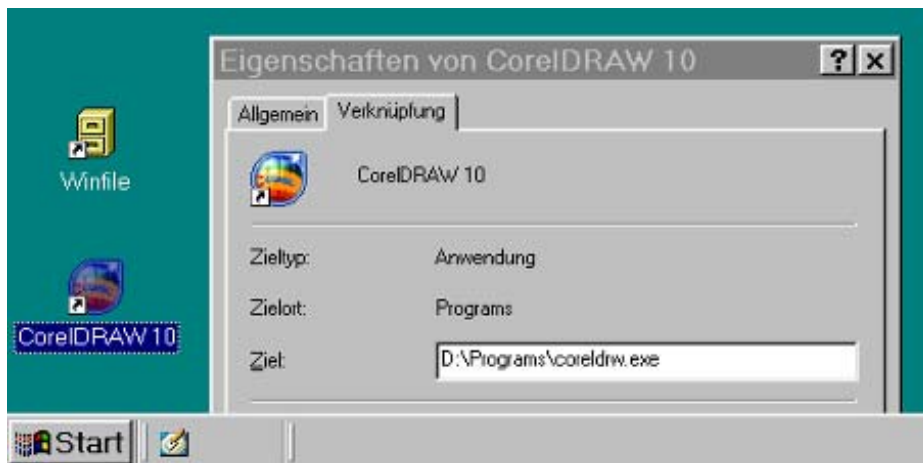 Eigenschaften von CorelDRAW 10
Allgemein Verknüpfung
Winfile
CorelDRAW 10
Zieltyp: Anwendung
Zielort: Programs
Ziel: D:\Programs\coreldrw.exe
CorelDRAW 10
Start